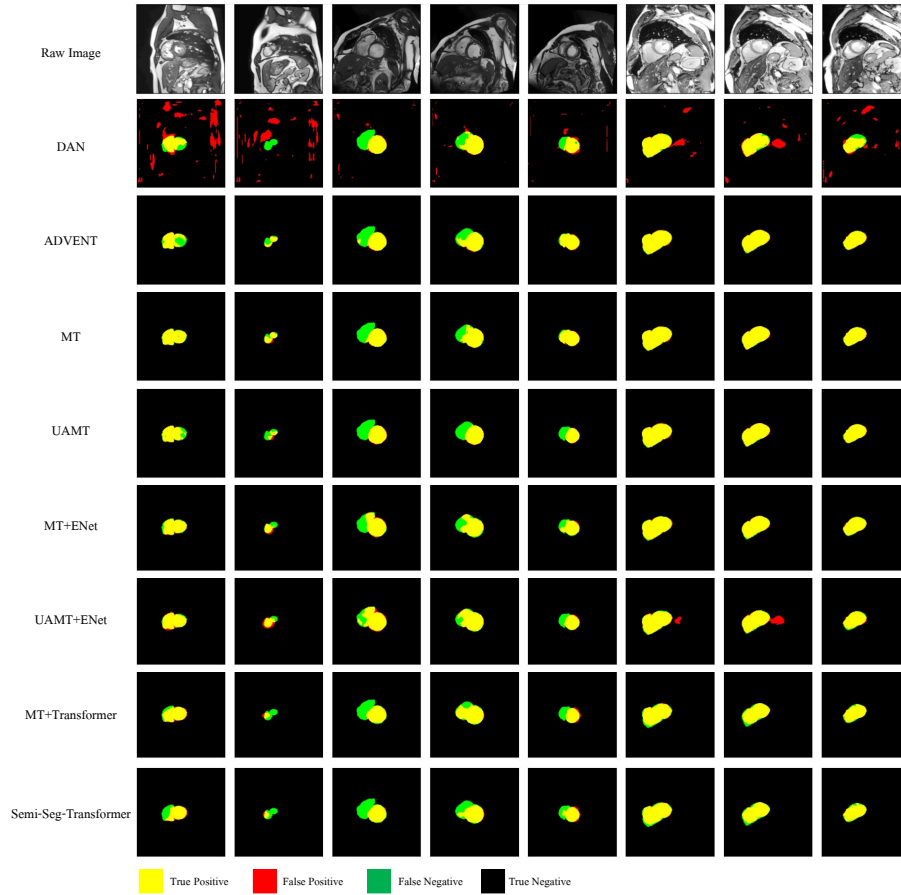 Raw Image
DAN
ADVENT
MT
UAMT
MT+ENet
UAMT+ENet
MT+Transformer
Semi-Seg-Transformer
True Positive
False Positive
False Negative
True Negative